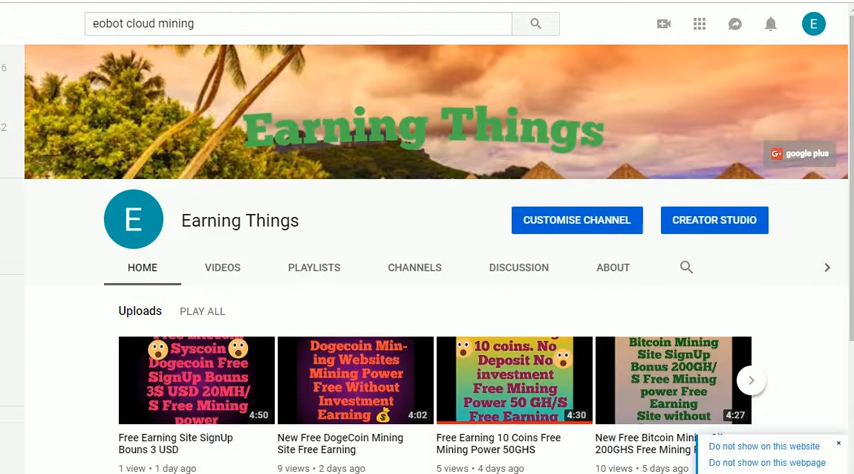 eobot cloud mining
E
6
2
Earning Things
G+ google plus
E
Earning Things
CUSTOMISE CHANNEL
CREATOR STUDIO
HOME
VIDEOS
PLAYLISTS
CHANNELS
DISCUSSION
ABOUT
Uploads PLAY ALL
Free Litecoin
Syscoin
Dogecoin Free
SignUp Bouns
3$ USD 20MH/
S Free Mining
power
4:50
Dogecoin Min-
ing Websites
Mining Power
Free Without
Investment
Earning
4:02
10 coins. No
Deposit No
investment
Free Mining
Power 50 GH/S
Free Earning
4:30
Bitcoin Mining
Site SignUp
Bonus 200GH/
S Free Mining
power Free
Earning
Site without
4:27
Free Earning Site SignUp
Bouns 3 USD
1 view • 1 day ago
New Free DogeCoin Mining
Site Free Earning
9 views • 2 days ago
Free Earning 10 Coins Free
Mining Power 50GHS
5 views • 4 days ago
New Free Bitcoin Mini
200GHS Free Mining P
10 views • 5 days ago
Do not show on this website
Do not show on this webpage